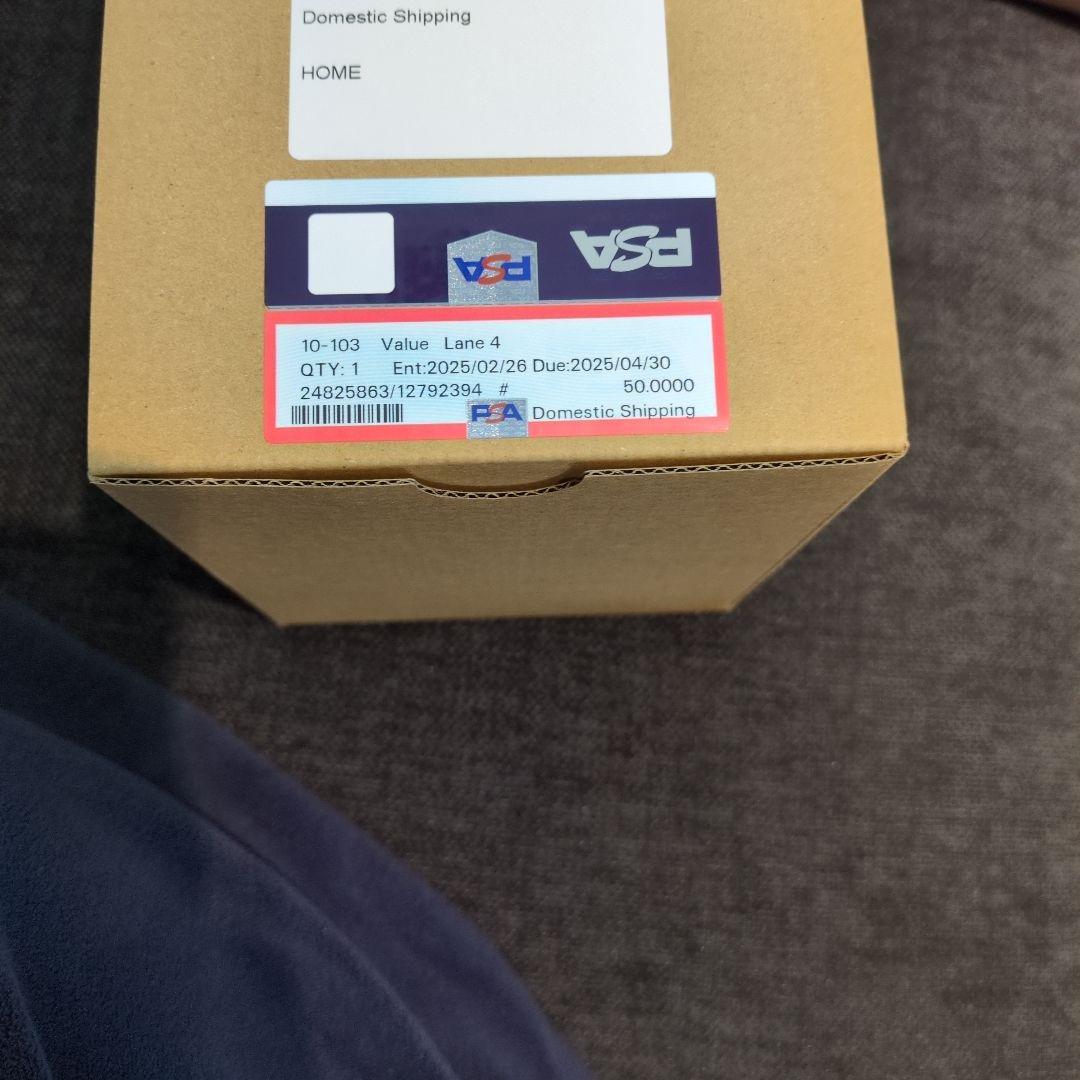 Domestic Shipping
HOME
PSA PSA
10-103 Value Lane 4
QTY: 1 Ent:2025/02/26 Due:2025/04/30
24825863/12792394 # 50.0000
PSA Domestic Shipping